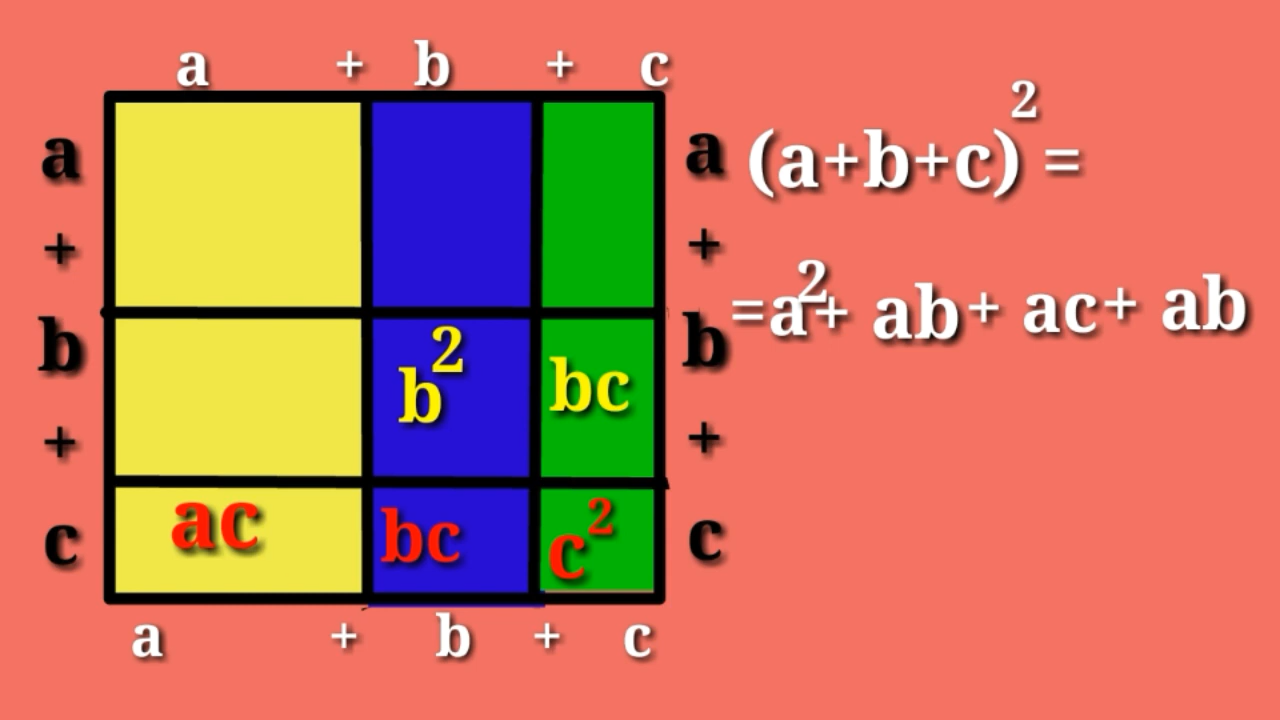 a + b + c
a a (a+b+c)² =
+ +
b b =a²+ ab+ ac+ ab
b² bc
+ +
ac bc c²
c c
a + b + c